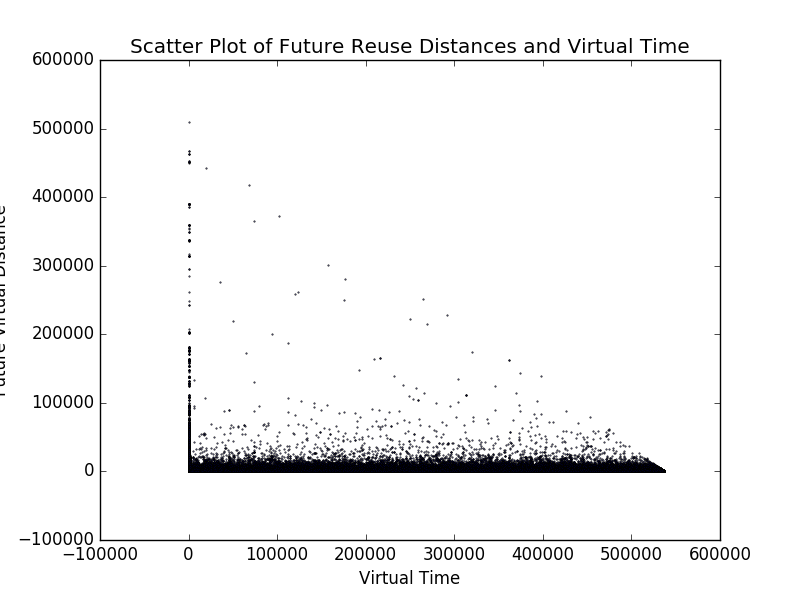 Scatter Plot of Future Reuse Distances and Virtual Time
600000
500000
400000
300000
200000
100000
0
−100000
−100000 0 100000 200000 300000 400000 500000 600000
Virtual Time
Future Virtual Distance